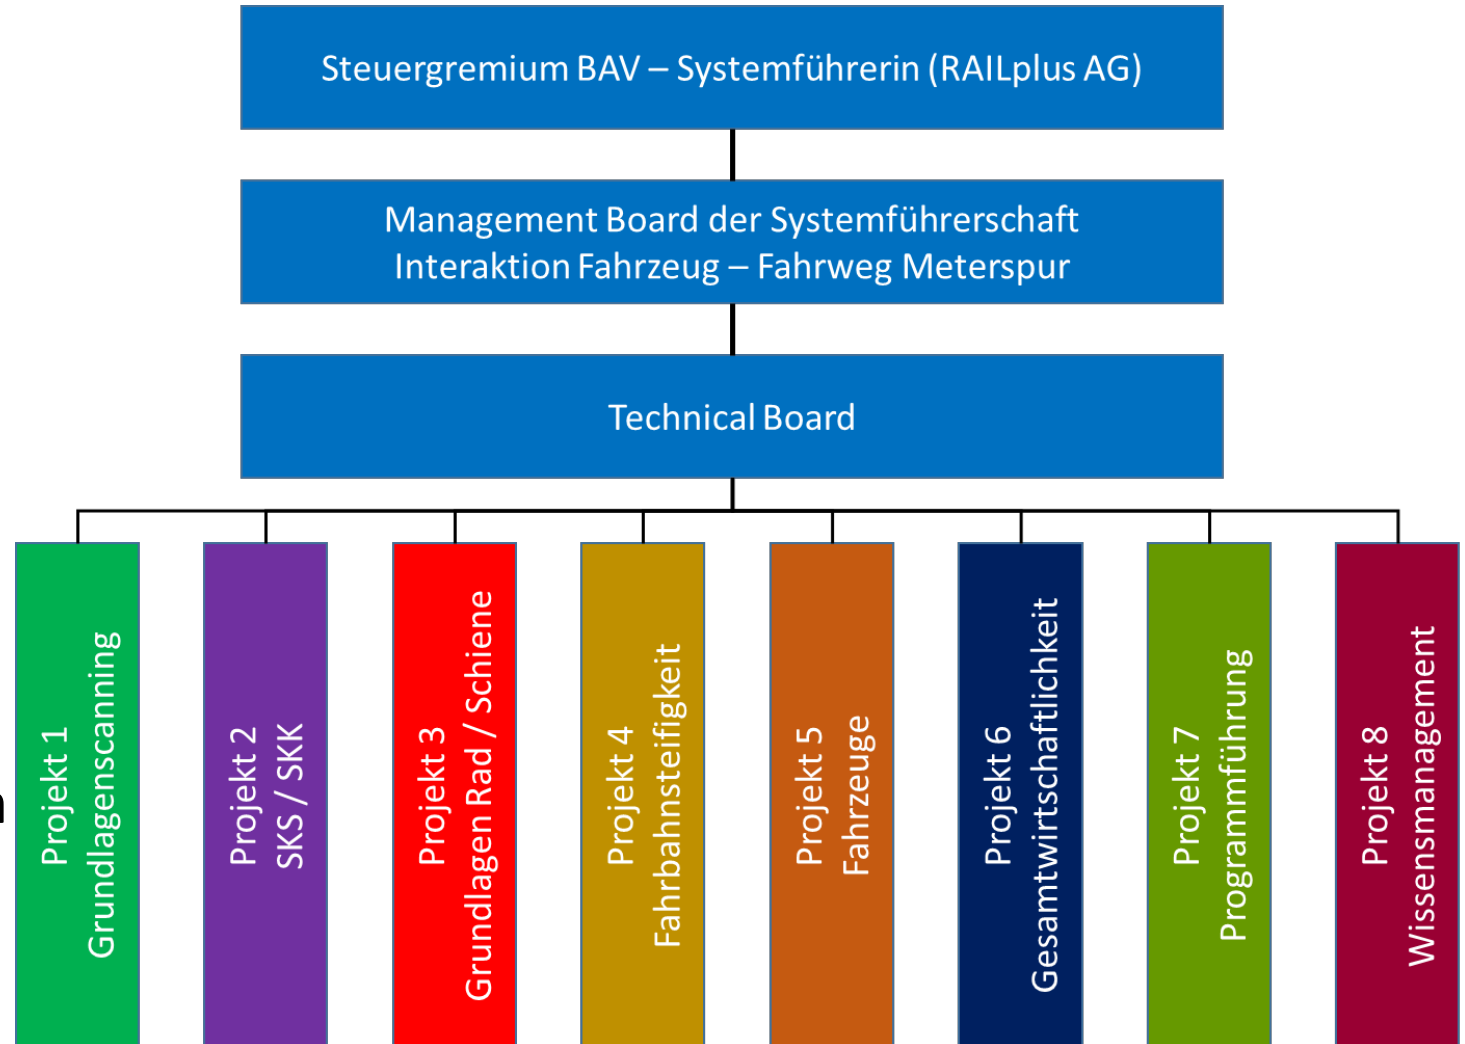 Steuergremium BAV – Systemführerin (RAILplus AG)
Management Board der Systemführerschaft
Interaktion Fahrzeug – Fahrweg Meterspur
Technical Board
Projekt 1
Grundlagenscanning
Projekt 2
SKS / SKK
Projekt 3
Grundlagen Rad / Schiene
Projekt 4
Fahrbahnsteifigkeit
Projekt 5
Fahrzeuge
Projekt 6
Gesamtwirtschaftlichkeit
Projekt 7
Programmführung
Projekt 8
Wissensmanagement